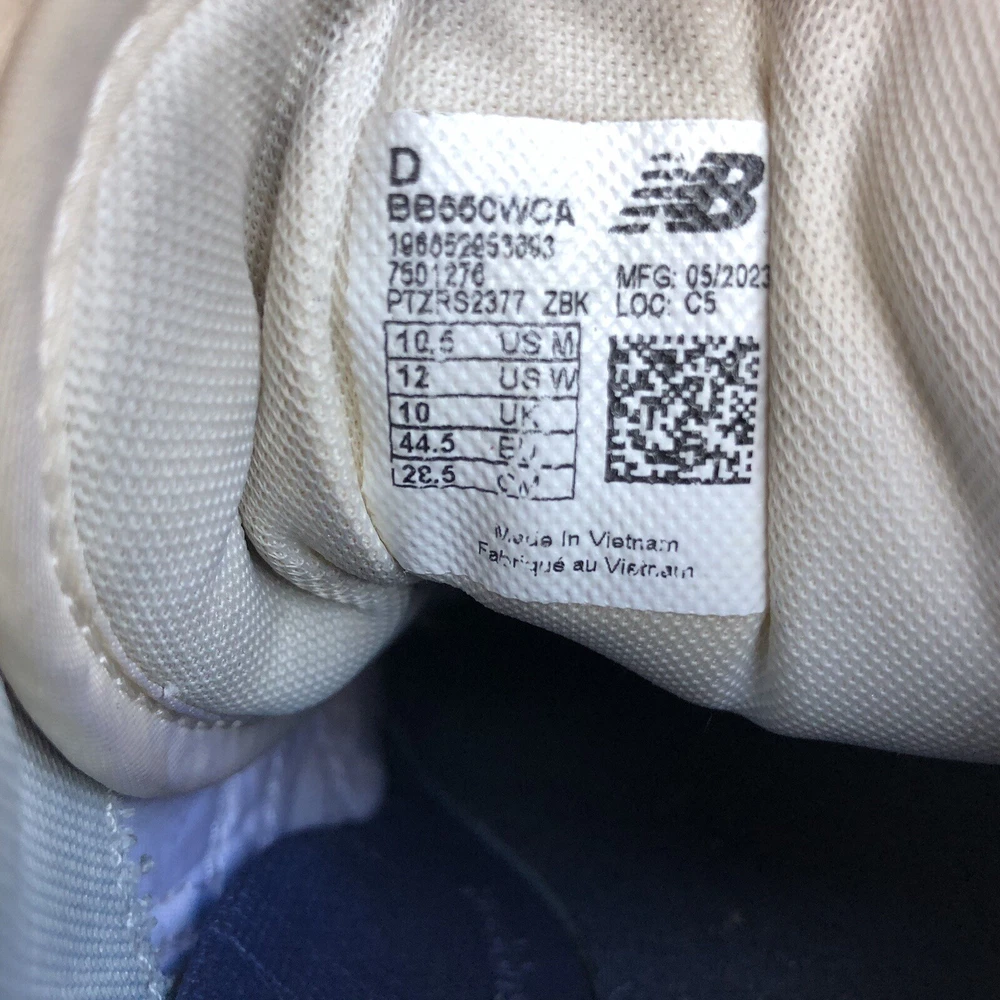 D
NB
BB550WCA
7501276
MFG: 05/2023
PTZRS2377 ZBK
LOC: C5
10.5 US M
12 US W
10 UK
44.5 EU
28.5 CM
Made In Vietnam
Fabriqué au Vietnam